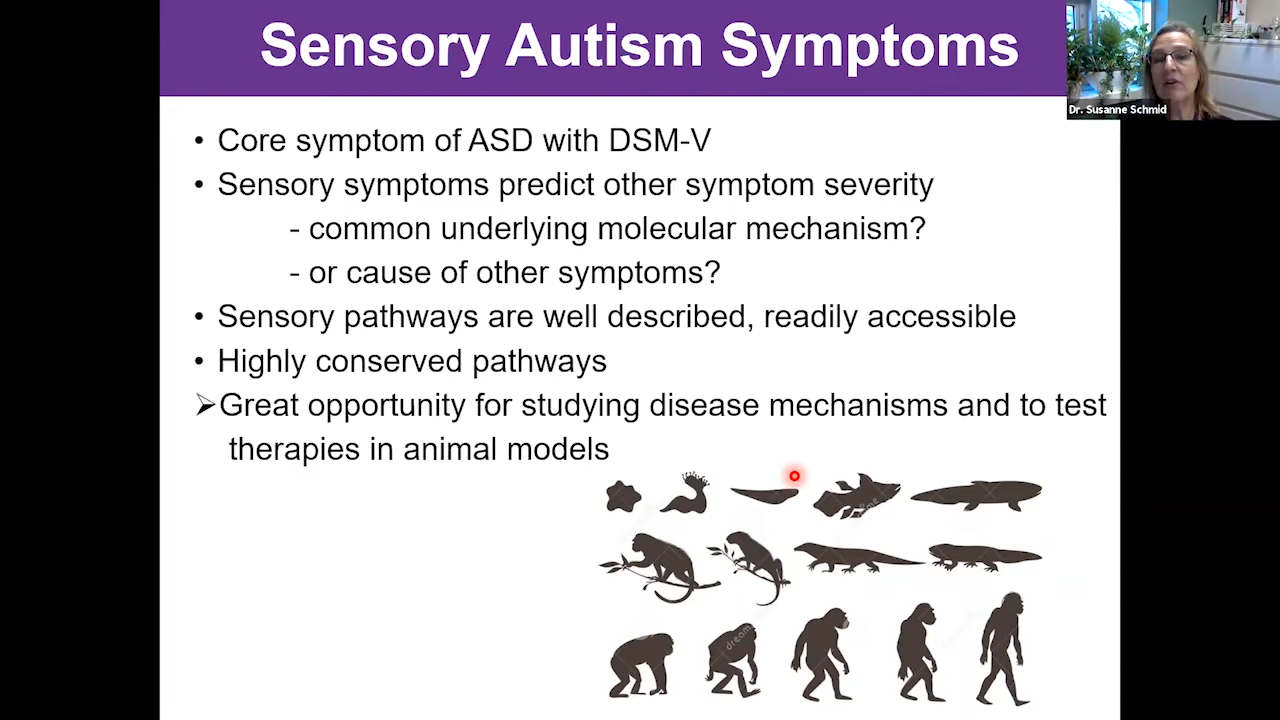 Sensory Autism Symptoms
Dr. Susanne Schmid
• Core symptom of ASD with DSM-V
• Sensory symptoms predict other symptom severity
- common underlying molecular mechanism?
- or cause of other symptoms?
• Sensory pathways are well described, readily accessible
• Highly conserved pathways
➢Great opportunity for studying disease mechanisms and to test
therapies in animal models